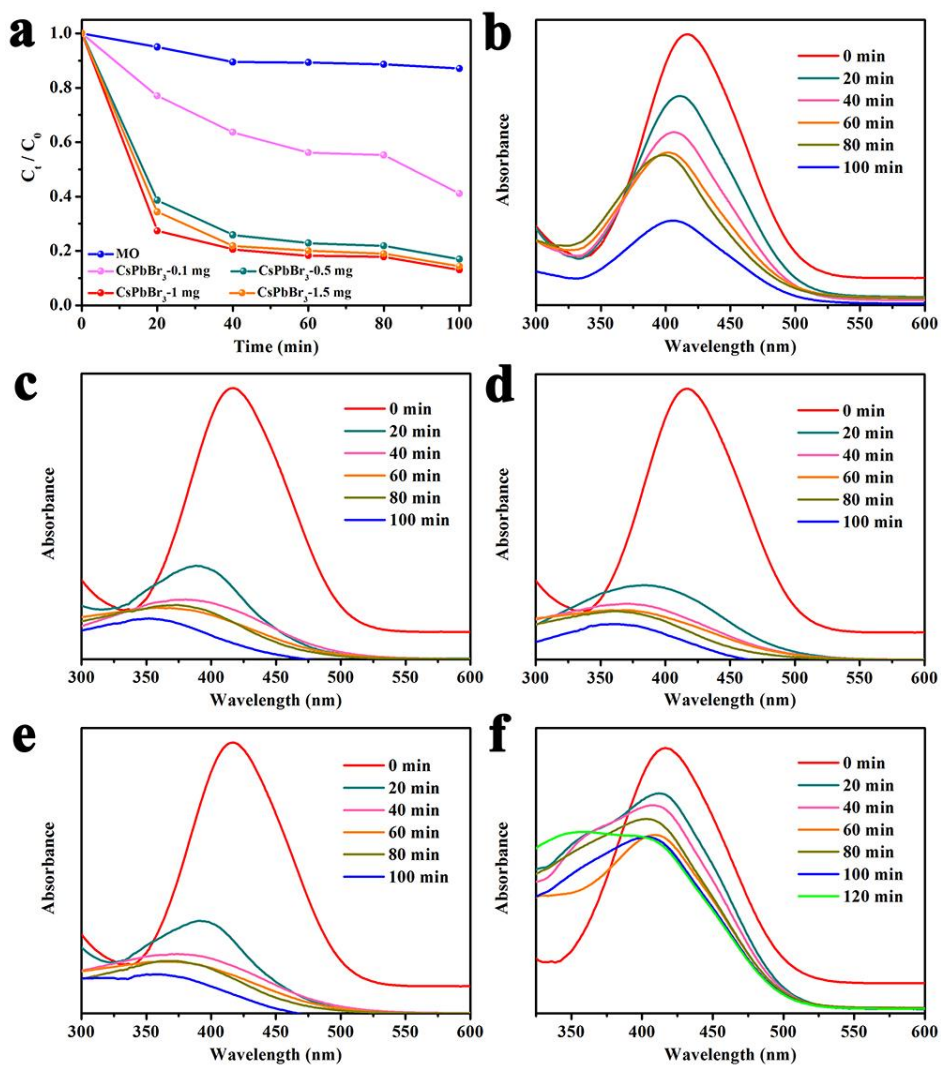 a
1.0
0.8
0.6
0.4
0.2
0.0
Ct / C0
MO
CsPbBr3-0.1 mg
CsPbBr3-0.5 mg
CsPbBr3-1 mg
CsPbBr3-1.5 mg
0 20 40 60 80 100
Time (min)
b
Absorbance
0 min
20 min
40 min
60 min
80 min
100 min
300 350 400 450 500 550 600
Wavelength (nm)
c
Absorbance
0 min
20 min
40 min
60 min
80 min
100 min
300 350 400 450 500 550 600
Wavelength (nm)
d
Absorbance
0 min
20 min
40 min
60 min
80 min
100 min
300 350 400 450 500 550 600
Wavelength (nm)
e
Absorbance
0 min
20 min
40 min
60 min
80 min
100 min
300 350 400 450 500 550 600
Wavelength (nm)
f
Absorbance
0 min
20 min
40 min
60 min
80 min
100 min
120 min
350 400 450 500 550 600
Wavelength (nm)